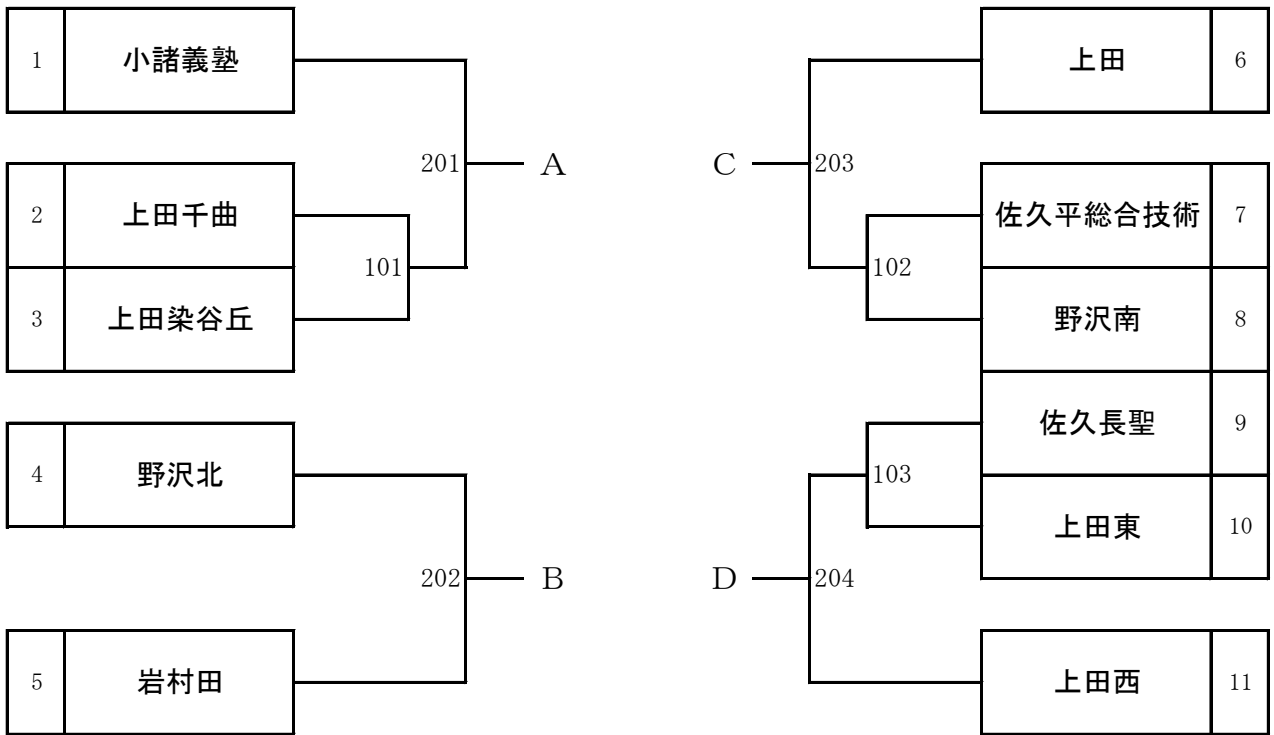 1 小諸義塾
201 A
2 上田千曲
101
3 上田染谷丘
4 野沢北
202 B
5 岩村田
上田 6
C 203
佐久平総合技術 7
102
野沢南 8
佐久長聖 9
103
上田東 10
D 204
上田西 11